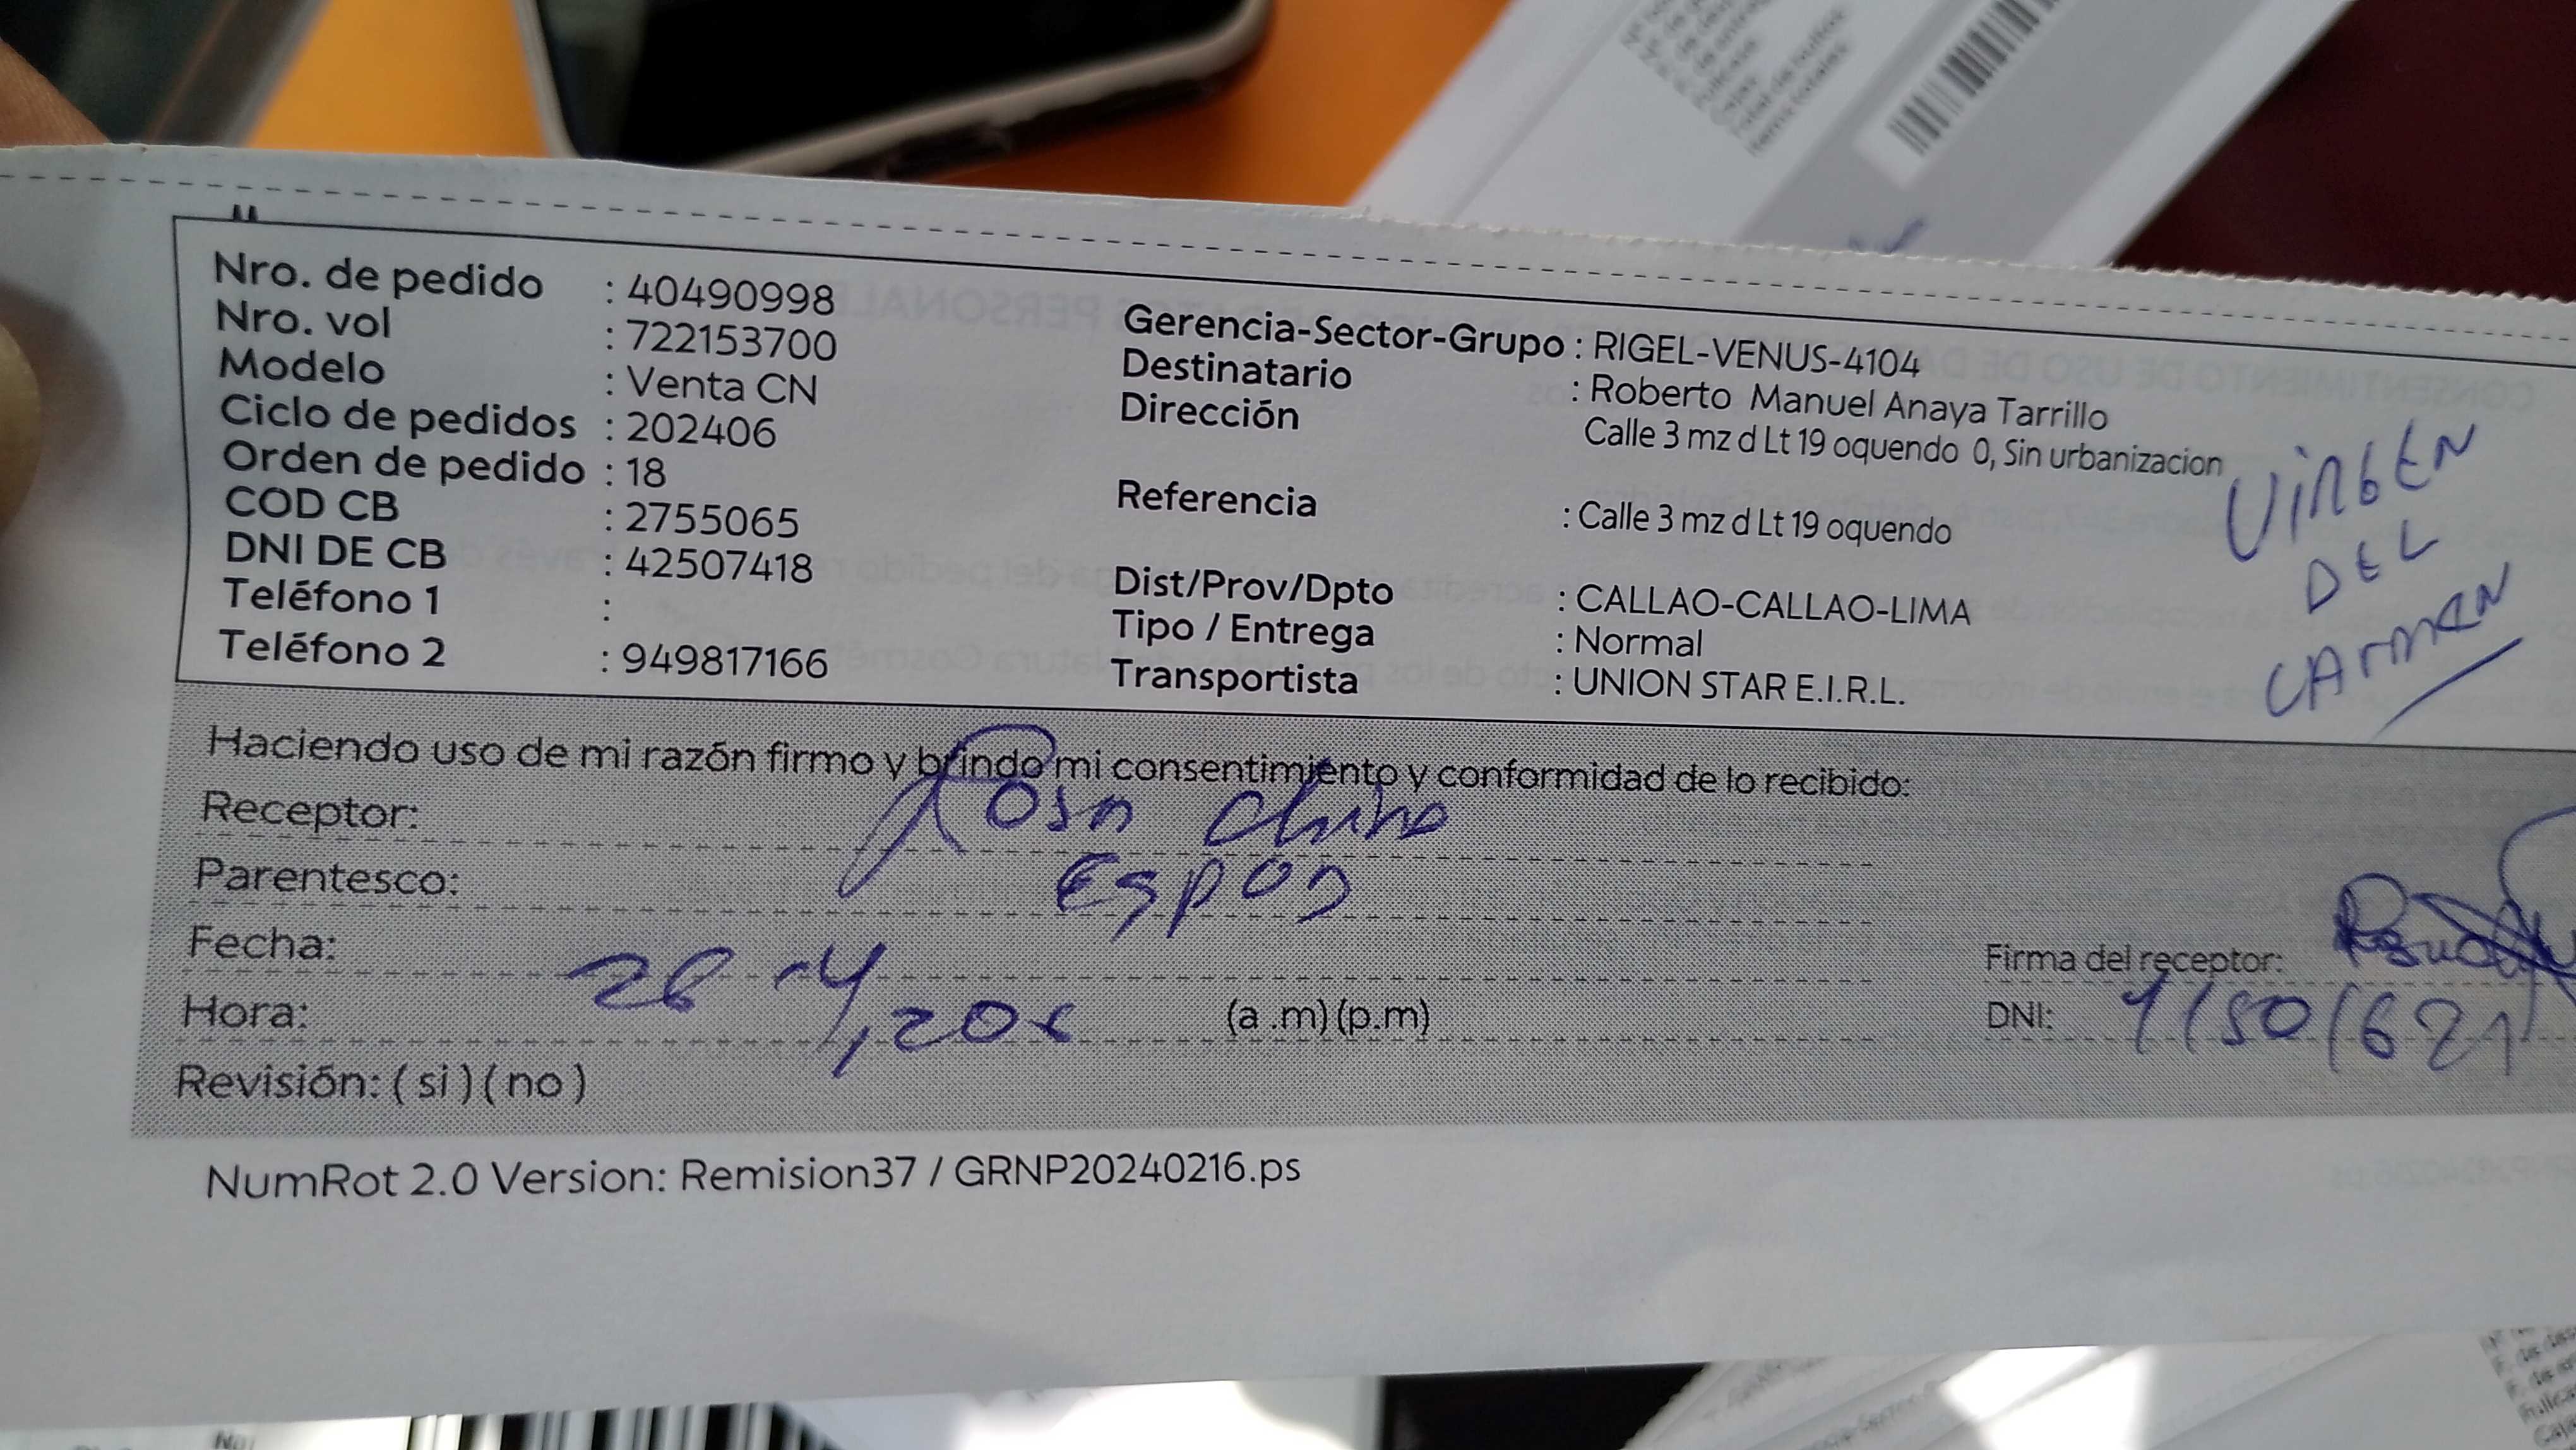 Nro. de pedido : 40490998
Nro. vol : 722153700
Modelo : Venta CN
Ciclo de pedidos : 202406
Orden de pedido : 18
COD CB : 2755065
DNI DE CB : 42507418
Teléfono 1 :
Teléfono 2 : 949817166
Gerencia-Sector-Grupo : RIGEL-VENUS-4104
Destinatario : Roberto Manuel Anaya Tarrillo
Dirección Calle 3 mz d Lt 19 oquendo 0, Sin urbanizacion
Referencia : Calle 3 mz d Lt 19 oquendo
Dist/Prov/Dpto : CALLAO-CALLAO-LIMA
Tipo / Entrega : Normal
Transportista : UNION STAR E.I.R.L.
VIRGEN
DEL
CARMEN
Haciendo uso de mi razón firmo y brindo mi consentimiento y conformidad de lo recibido:
Receptor: Rosa
Parentesco: Esposa
Fecha: 28-4
Hora: (a .m) (p.m)
Revisión: ( si ) ( no )
Firma del receptor:
DNI:
NumRot 2.0 Version: Remision37 / GRNP20240216.ps